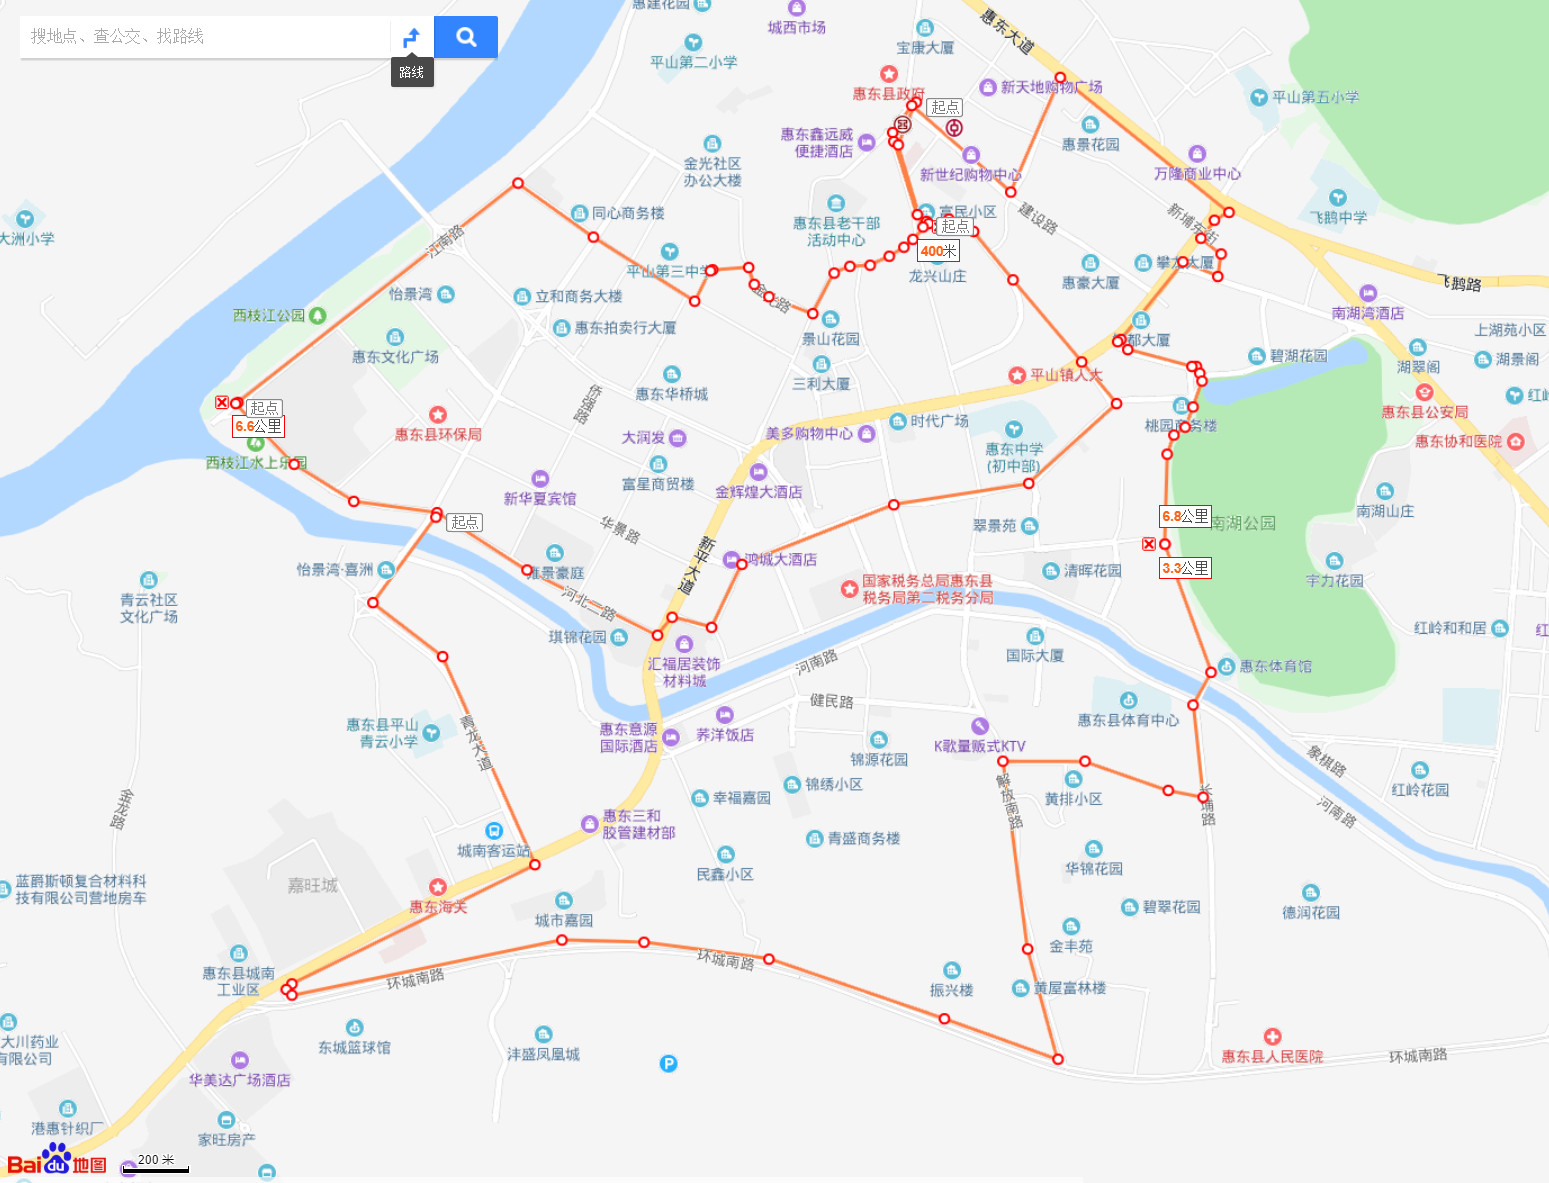 惠建花园
城西市场
惠东大道
搜地点、查公交、找路线
路线
平山第二小学
宝康大厦
惠东县政府
新天地购物广场
起点
平山第五小学
惠东鑫远威
便捷酒店
惠景花园
金光社区
办公大楼
新世纪购物中心
万隆商业中心
大洲小学
同心商务楼
惠东县老干部
活动中心
富民小区
建设路
新埔东街
飞鹅中学
江南路
起点
400米
平山第三中学
龙兴山庄
惠豪大厦
飞鹅路
怡景湾
立和商务大楼
西枝江公园
惠东拍卖行大厦
景山花园
南湖湾酒店
上湖苑小区
惠东文化广场
碧湖花园
湖翠阁
湖景阁
三利大厦
平山镇人大
惠东华桥城
侨强路
起点
6.6公里
惠东县环保局
时代广场
惠东县公安局
大润发
美多购物中心
惠东中学
(初中部)
桃园商务楼
惠东协和医院
西枝江水上乐园
富星商贸楼
新华夏宾馆
金辉煌大酒店
南湖山庄
起点
华景路
翠景苑
6.8公里
南湖公园
新平大道
鸿城大酒店
3.3公里
怡景湾·喜洲
雅景豪庭
清晖花园
宇力花园
国家税务总局惠东县
税务局第二税务分局
青云社区
文化广场
河北二路
琪锦花园
红岭和和居
国际大厦
汇福居装饰
材料城
河南路
惠东体育馆
健民路
惠东县平山
青云小学
青龙大道
惠东意源
国际酒店
荞洋饭店
惠东县体育中心
K歌量贩式KTV
锦源花园
象棋路
锦绣小区
幸福嘉园
解放南路
黄排小区
红岭花园
金龙路
长埔路
河南路
惠东三和
胶管建材部
青盛商务楼
城南客运站
华锦花园
民鑫小区
蓝爵斯顿复合材料科
技有限公司营地房车
嘉旺城
惠东海关
城市嘉园
碧翠花园
德润花园
金丰苑
惠东县城南
工业区
环城南路
环城南路
振兴楼
黄屋富林楼
东城篮球馆
沣盛凤凰城
P
惠东县人民医院
环城南路
大川药业
有限公司
华美达广场酒店
港惠针织厂
家旺房产
Bai du 地图
200 米